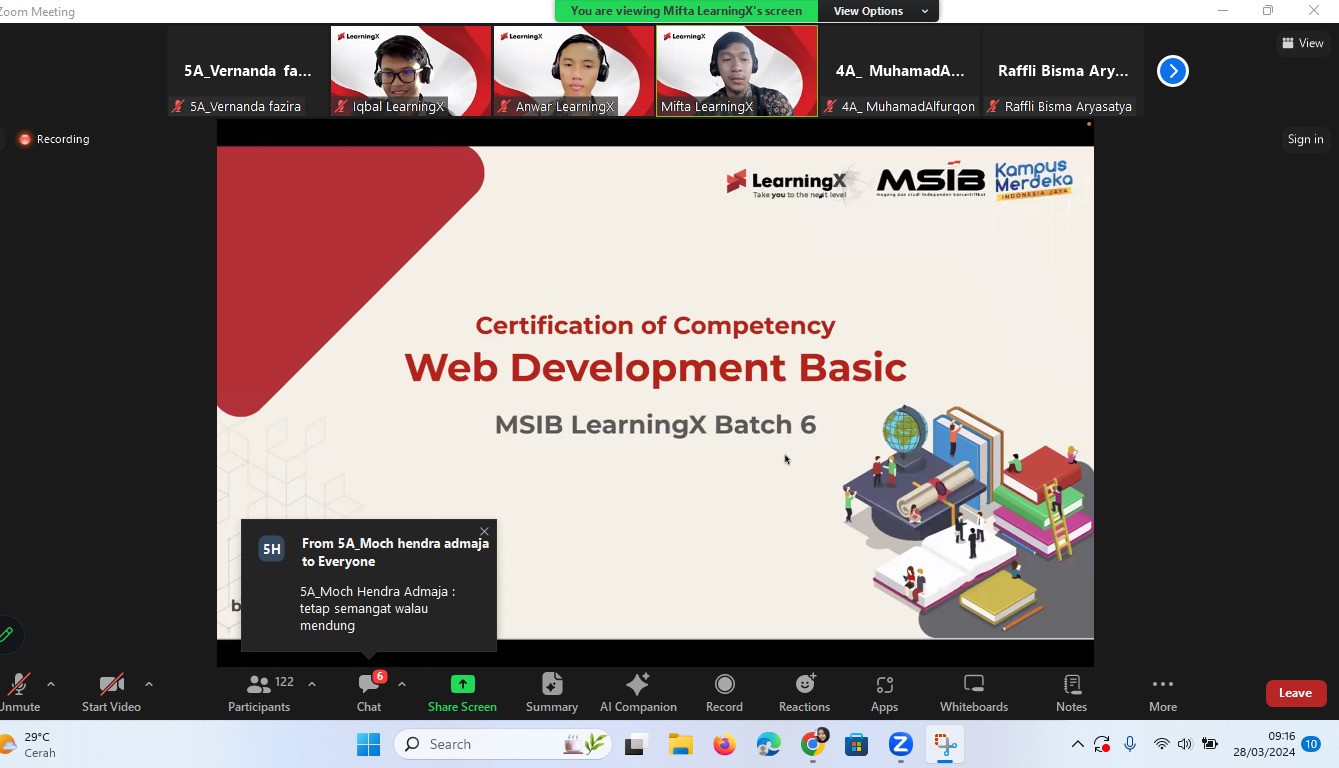 Zoom Meeting
You are viewing Mifta LearningX's screen
View Options
5A_Vernanda fa...
5A_Vernanda fazira
LearningX
Iqbal LearningX
LearningX
Anwar LearningX
LearningX
Mifta LearningX
4A_ MuhamadA...
4A_ MuhamadAlfurqon
Raffli Bisma Ary...
Raffli Bisma Aryasatya
View
Recording
Sign in
LearningX
Take you to the next level
MSIB
magang dan studi independen bersertifikat
Kampus
Merdeka
INDONESIA JAYA
Certification of Competency
Web Development Basic
MSIB LearningX Batch 6
5H
From 5A_Moch hendra admaja
to Everyone
5A_Moch Hendra Admaja :
tetap semangat walau
mendung
b
Unmute
Start Video
122
Participants
6
Chat
Share Screen
Summary
AI Companion
Record
Reactions
Apps
Whiteboards
Notes
More
Leave
29°C
Cerah
Search
09:16
28/03/2024
10